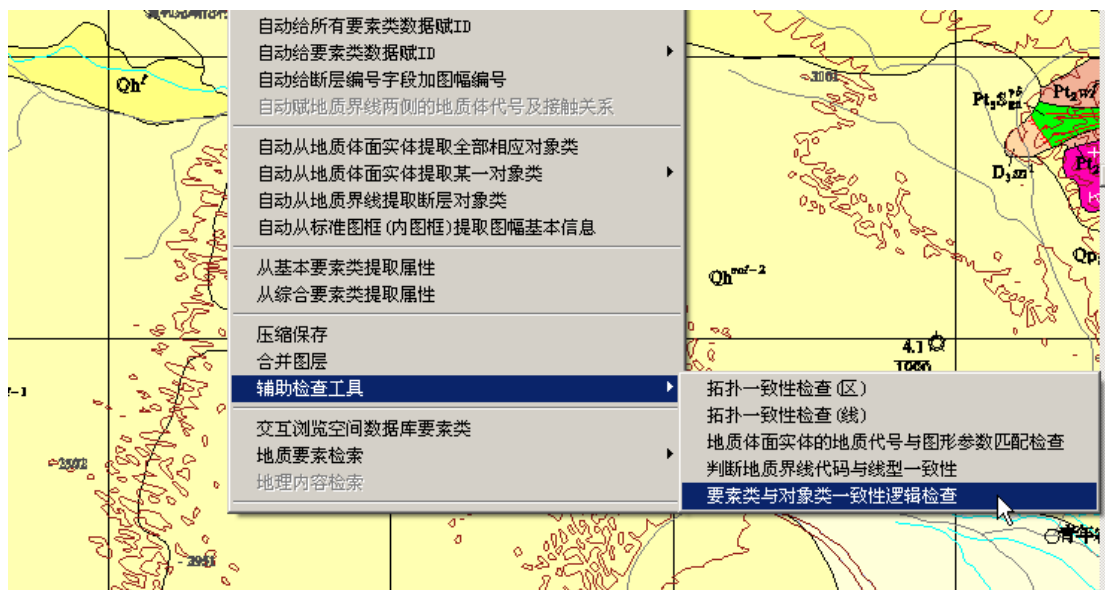 自动给所有要素类数据赋ID
自动给要素类数据赋ID
自动给断层编号字段加图幅编号
自动赋地质界线两侧的地质体代号及接触关系
自动从地质体面实体提取全部相应对象类
自动从地质体面实体提取某一对象类
自动从地质界线提取断层对象类
自动从标准图框(内图框)提取图幅基本信息
从基本要素类提取属性
从综合要素类提取属性
压缩保存
合并图层
辅助检查工具
交互浏览空间数据库要素类
地质要素检索
地理内容检索
拓扑一致性检查(区)
拓扑一致性检查(线)
地质体面实体的地质代号与图形参数匹配检查
判断地质界线代码与线型一致性
要素类与对象类一致性逻辑检查
Qhᶠ
Qp
4.1
青年